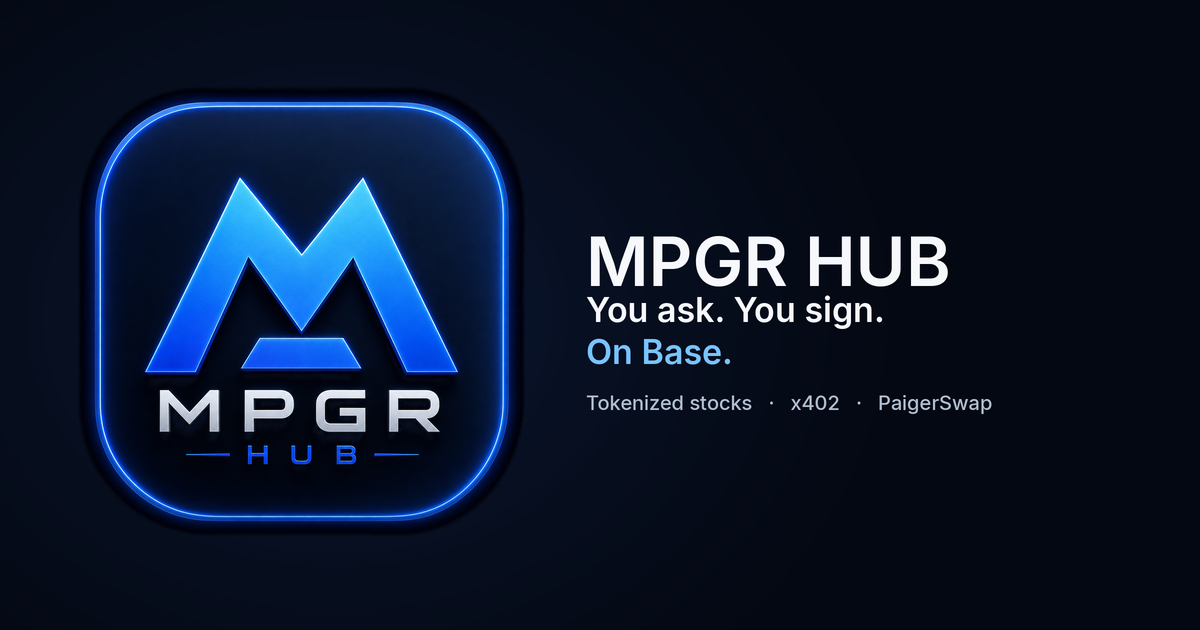 MPGR
HUB
MPGR HUB
You ask. You sign.
On Base.
Tokenized stocks · x402 · PaigerSwap